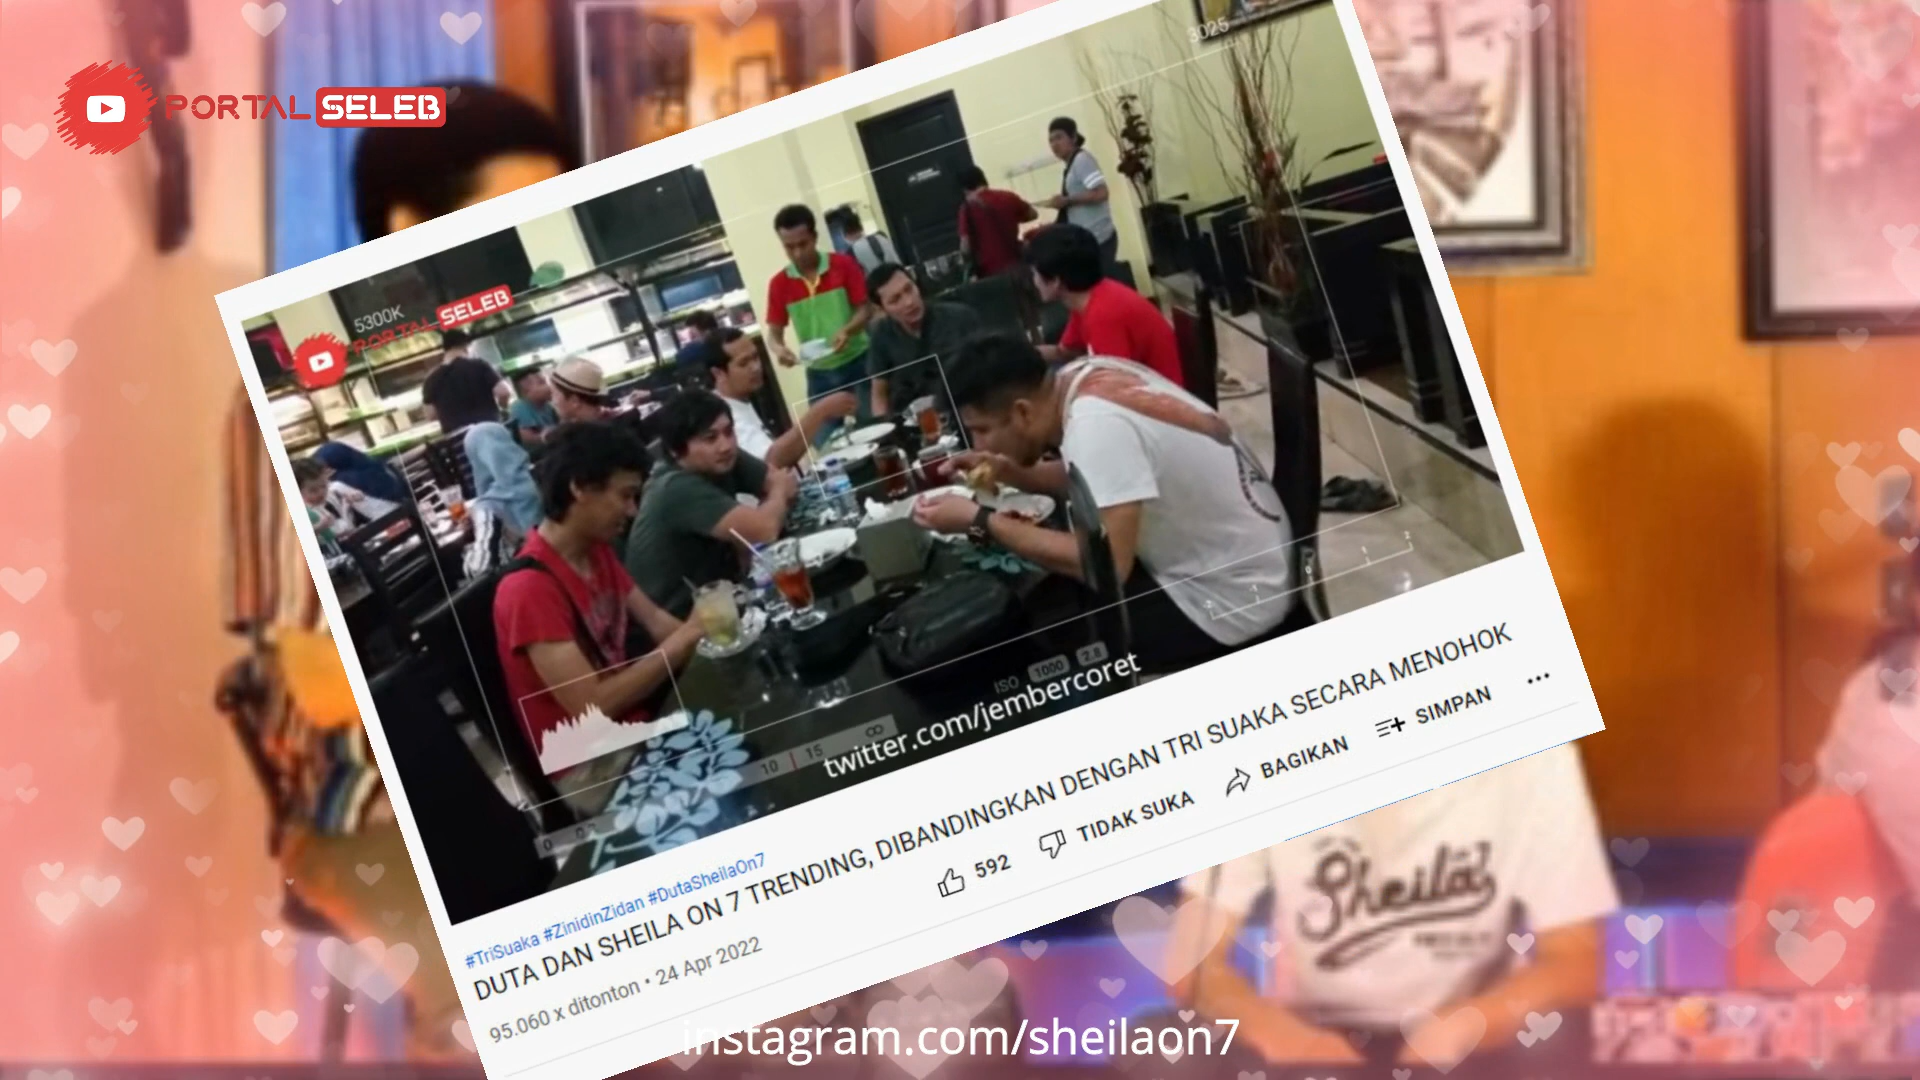 PORTAL SELEB
3025
5300K
PORTAL SELEB
ISO 1000 2.8
10 15 ∞
twitter.com/jembercoret
#TriSuaka #ZinidinZidan #DutaSheilaOn7
DUTA DAN SHEILA ON 7 TRENDING, DIBANDINGKAN DENGAN TRI SUAKA SECARA MENOHOK
95.060 x ditonton • 24 Apr 2022
592 TIDAK SUKA BAGIKAN SIMPAN
Sheila
instagram.com/sheilaon7